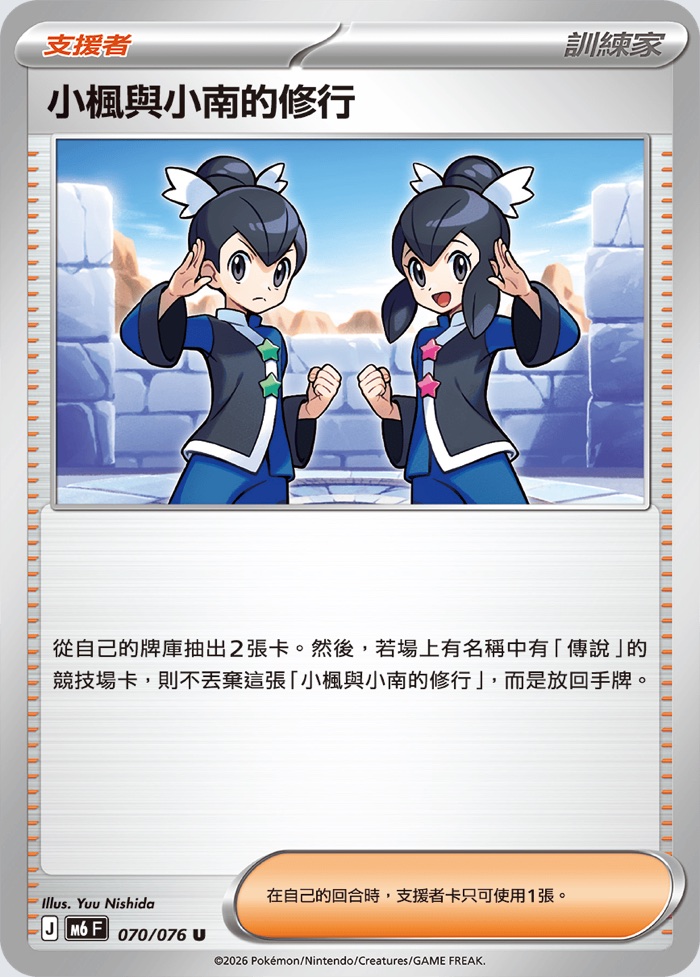 支援者
訓練家
小楓與小南的修行
從自己的牌庫抽出2張卡。然後，若場上有名稱中有「傳說」的
競技場卡，則不丟棄這張「小楓與小南的修行」，而是放回手牌。
在自己的回合時，支援者卡只可使用1張。
Illus. Yuu Nishida
J M6 F 070/076 U
©2026 Pokémon/Nintendo/Creatures/GAME FREAK.